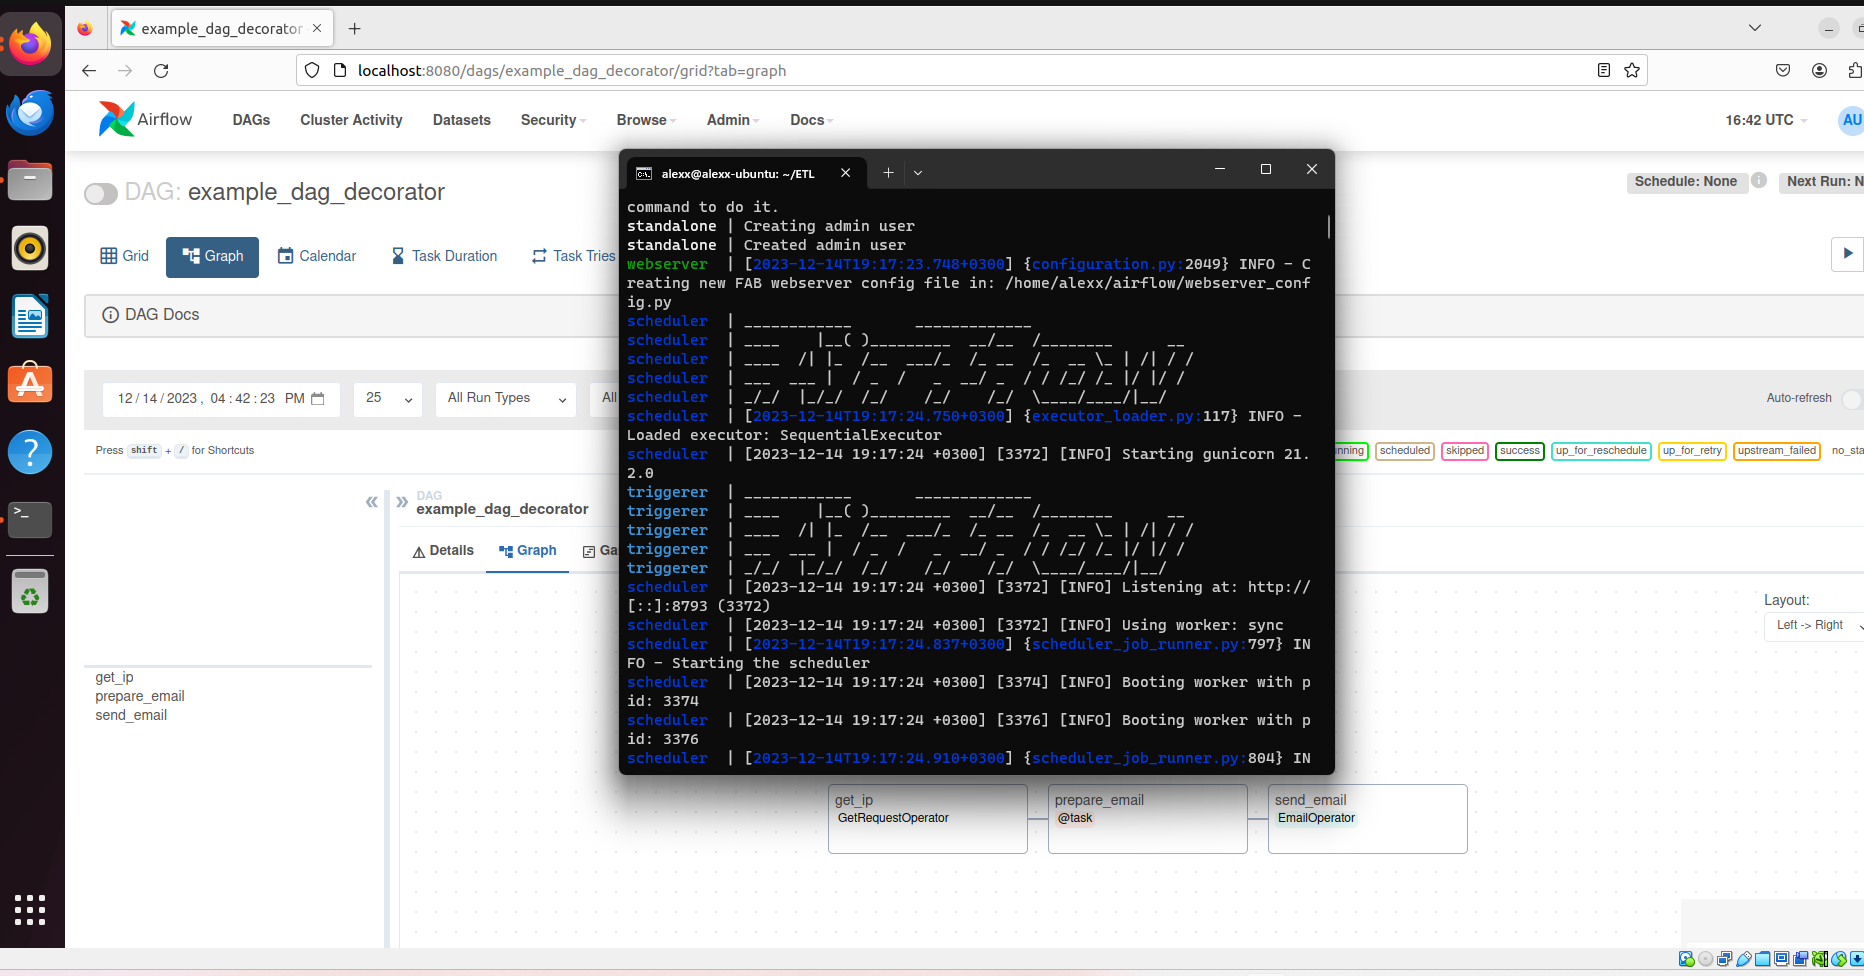 example_dag_decorator
localhost:8080/dags/example_dag_decorator/grid?tab=graph
Airflow
DAGs
Cluster Activity
Datasets
Security
Browse
Admin
Docs
16:42 UTC
AU
DAG: example_dag_decorator
Schedule: None
Next Run: N
Grid
Graph
Calendar
Task Duration
Task Tries
DAG Docs
12 / 14 / 2023 , 04 : 42 : 23 PM
25
All Run Types
All
Auto-refresh
Press shift + / for Shortcuts
nning
scheduled
skipped
success
up_for_reschedule
up_for_retry
upstream_failed
no_sta
DAG
example_dag_decorator
Details
Graph
Ga
get_ip
prepare_email
send_email
Layout:
Left -> Right
alexx@alexx-ubuntu: ~/ETL
command to do it.
standalone | Creating admin user
standalone | Created admin user
webserver | [2023-12-14T19:17:23.748+0300] {configuration.py:2049} INFO - C
reating new FAB webserver config file in: /home/alexx/airflow/webserver_conf
ig.py
scheduler | ____________ _____________
scheduler | ____ |__( )_________ __/__ /________ __
scheduler | ____ /| |_ /__ ___/_ /_ __ /_ __ \_ | /| / /
scheduler | ___ ___ | / _ / _ __/ _ / / /_/ /_ |/ |/ /
scheduler | _/_/ |_/_/ /_/ /_/ /_/ \____/____/|__/
scheduler | [2023-12-14T19:17:24.750+0300] {executor_loader.py:117} INFO -
Loaded executor: SequentialExecutor
scheduler | [2023-12-14 19:17:24 +0300] [3372] [INFO] Starting gunicorn 21.
2.0
triggerer | ____________ _____________
triggerer | ____ |__( )_________ __/__ /________ __
triggerer | ____ /| |_ /__ ___/_ /_ __ /_ __ \_ | /| / /
triggerer | ___ ___ | / _ / _ __/ _ / / /_/ /_ |/ |/ /
triggerer | _/_/ |_/_/ /_/ /_/ /_/ \____/____/|__/
scheduler | [2023-12-14 19:17:24 +0300] [3372] [INFO] Listening at: http://
[::]:8793 (3372)
scheduler | [2023-12-14 19:17:24 +0300] [3372] [INFO] Using worker: sync
scheduler | [2023-12-14T19:17:24.837+0300] {scheduler_job_runner.py:797} IN
FO - Starting the scheduler
scheduler | [2023-12-14 19:17:24 +0300] [3374] [INFO] Booting worker with p
id: 3374
scheduler | [2023-12-14 19:17:24 +0300] [3376] [INFO] Booting worker with p
id: 3376
scheduler | [2023-12-14T19:17:24.910+0300] {scheduler_job_runner.py:804} IN
get_ip
GetRequestOperator
prepare_email
@task
send_email
EmailOperator